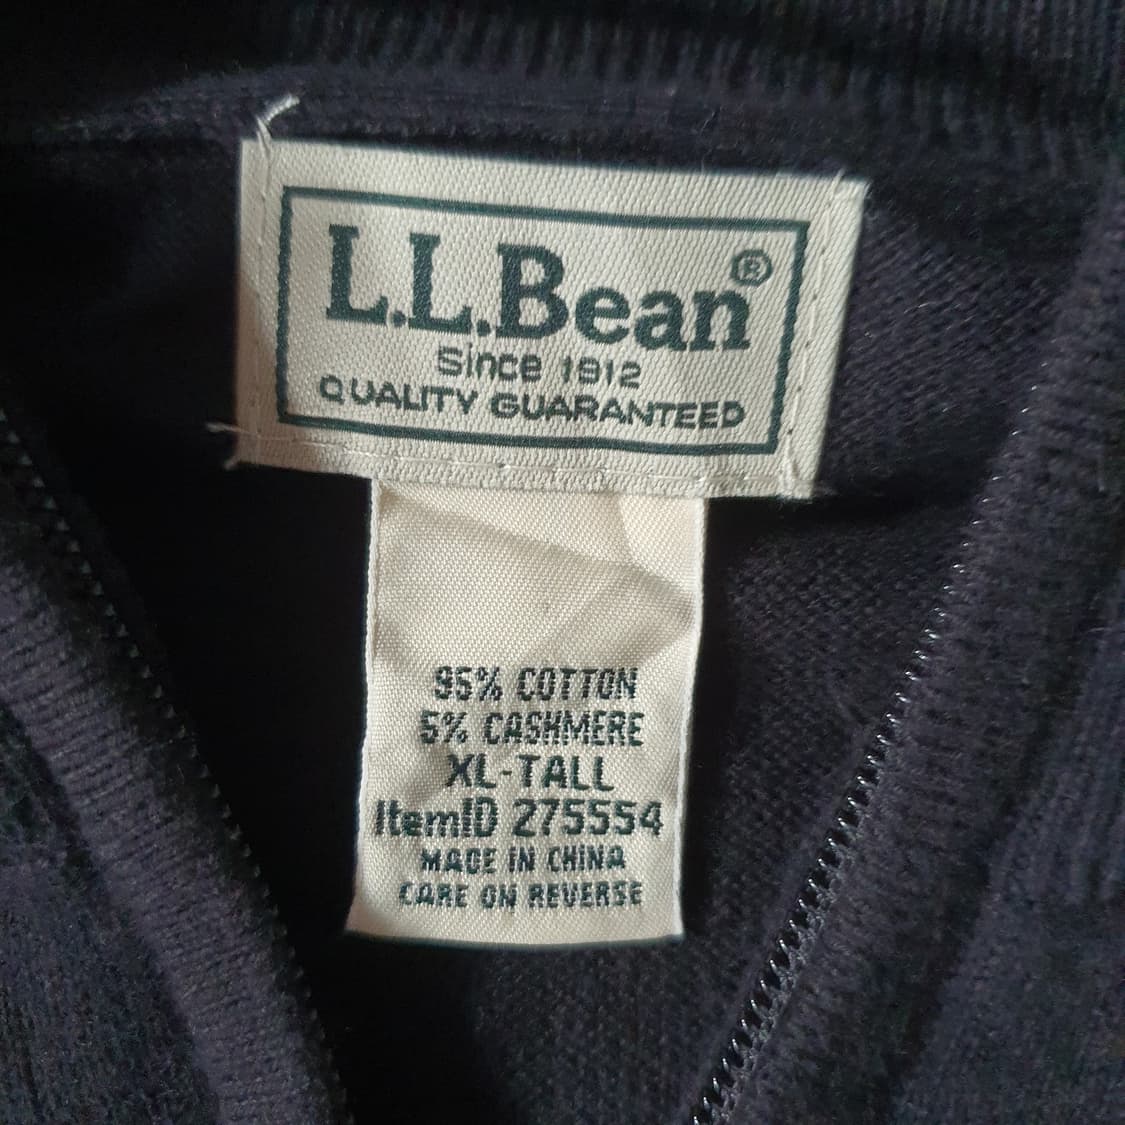 L.L.Bean®
Since 1912
QUALITY GUARANTEED
95% COTTON
5% CASHMERE
XL-TALL
ItemID 275554
MADE IN CHINA
CARE ON REVERSE